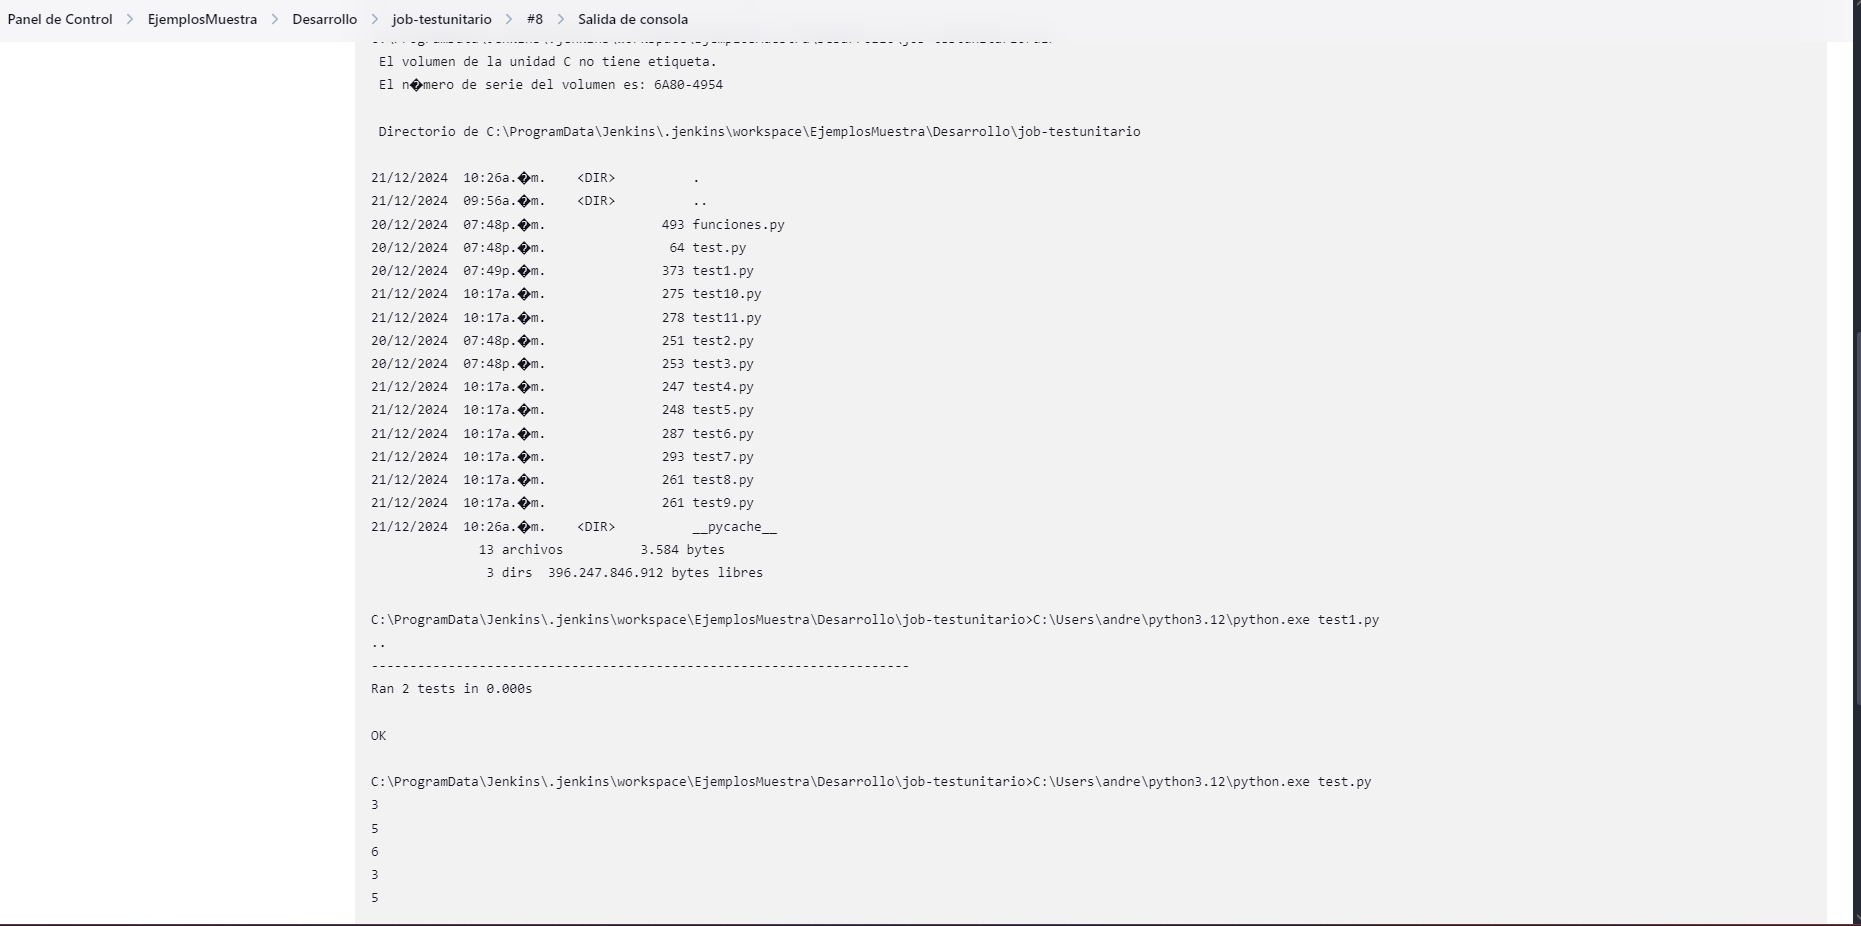 Panel de Control > EjemplosMuestra > Desarrollo > job-testunitario > #8 > Salida de consola
C:\ProgramData\Jenkins\.jenkins\workspace\EjemplosMuestra\Desarrollo\job-testunitario>dir
El volumen de la unidad C no tiene etiqueta.
El n�mero de serie del volumen es: 6A80-4954
Directorio de C:\ProgramData\Jenkins\.jenkins\workspace\EjemplosMuestra\Desarrollo\job-testunitario
21/12/2024  10:26a.�m.    <DIR>          .
21/12/2024  09:56a.�m.    <DIR>          ..
20/12/2024  07:48p.�m.               493 funciones.py
20/12/2024  07:48p.�m.                64 test.py
20/12/2024  07:49p.�m.               373 test1.py
21/12/2024  10:17a.�m.               275 test10.py
21/12/2024  10:17a.�m.               278 test11.py
20/12/2024  07:48p.�m.               251 test2.py
20/12/2024  07:48p.�m.               253 test3.py
21/12/2024  10:17a.�m.               247 test4.py
21/12/2024  10:17a.�m.               248 test5.py
21/12/2024  10:17a.�m.               287 test6.py
21/12/2024  10:17a.�m.               293 test7.py
21/12/2024  10:17a.�m.               261 test8.py
21/12/2024  10:17a.�m.               261 test9.py
21/12/2024  10:26a.�m.    <DIR>          __pycache__
13 archivos          3.584 bytes
3 dirs  396.247.846.912 bytes libres
C:\ProgramData\Jenkins\.jenkins\workspace\EjemplosMuestra\Desarrollo\job-testunitario>C:\Users\andre\python3.12\python.exe test1.py
..
----------------------------------------------------------------------
Ran 2 tests in 0.000s
OK
C:\ProgramData\Jenkins\.jenkins\workspace\EjemplosMuestra\Desarrollo\job-testunitario>C:\Users\andre\python3.12\python.exe test.py
3
5
6
3
5